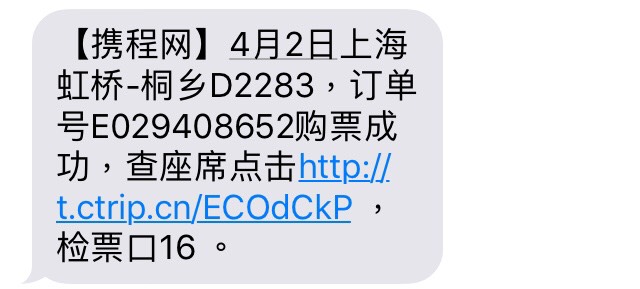 【携程网】4月2日上海
虹桥-桐乡D2283，订单
号E029408652购票成
功，查座席点击http://
t.ctrip.cn/ECOdCkP ，
检票口16 。